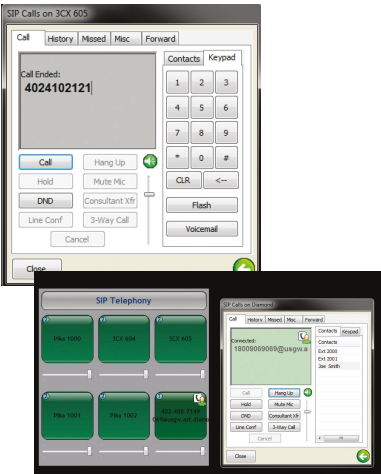 SIP Calls on 3CX 605
Call History Missed Misc Forward
Contacts Keypad
Call Ended:
4024102121
1 2 3
4 5 6
7 8 9
* 0 #
CLR <--
Flash
Voicemail
Call Hang Up
Hold Mute Mic
DND Consultant Xfr
Line Conf 3-Way Call
Cancel
Close
SIP Telephony
Pika 1000 3CX 604 3CX 605
Pika 1001 Pika 1002
SIP Calls on Diamond
Call History Missed Misc Forward
Contacts Keypad
Connected:
18009069069@usgw.a
Contacts
Ext 2000
Ext 2001
Joe Smith
Call Hang Up
Hold Mute Mic
DND Consultant Xfr
Line Conf 3-Way Call
Cancel
Close